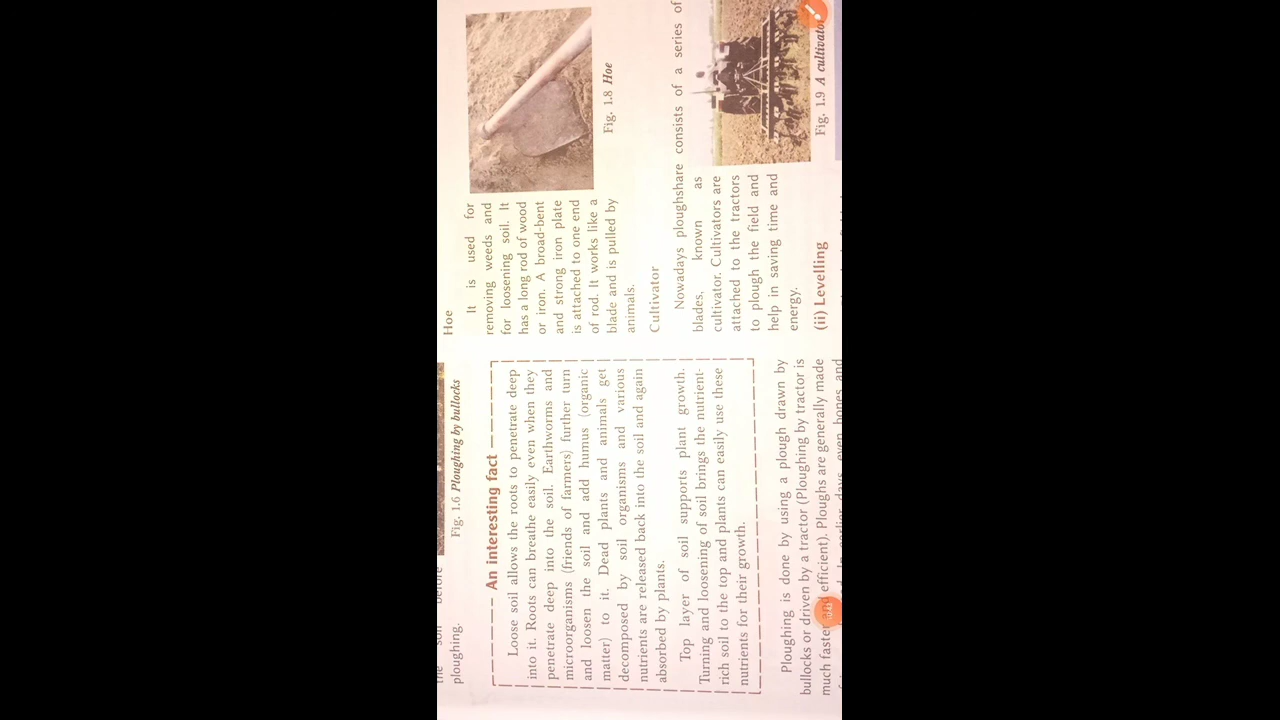 the soil before
ploughing.
Fig. 1.6 Ploughing by bullocks
An interesting fact
Loose soil allows the roots to penetrate deep
into it. Roots can breathe easily even when they
penetrate deep into the soil. Earthworms and
microorganisms (friends of farmers) further turn
and loosen the soil and add humus (organic
matter) to it. Dead plants and animals get
decomposed by soil organisms and various
nutrients are released back into the soil and again
absorbed by plants.
Top layer of soil supports plant growth.
Turning and loosening of soil brings the nutrient-
rich soil to the top and plants can easily use these
nutrients for their growth.
Ploughing is done by using a plough drawn by
bullocks or driven by a tractor (Ploughing by tractor is
much faster and efficient). Ploughs are generally made
In earlier days, even bones and
Hoe
It is used for
removing weeds and
for loosening soil. It
has a long rod of wood
or iron. A broad-bent
and strong iron plate
is attached to one end
of rod. It works like a
blade and is pulled by
animals.
Fig. 1.8 Hoe
Cultivator
Nowadays ploughshare consists of a series of
blades, known as
cultivator. Cultivators are
attached to the tractors
to plough the field and
help in saving time and
energy.
Fig. 1.9 A cultivator
(ii) Levelling